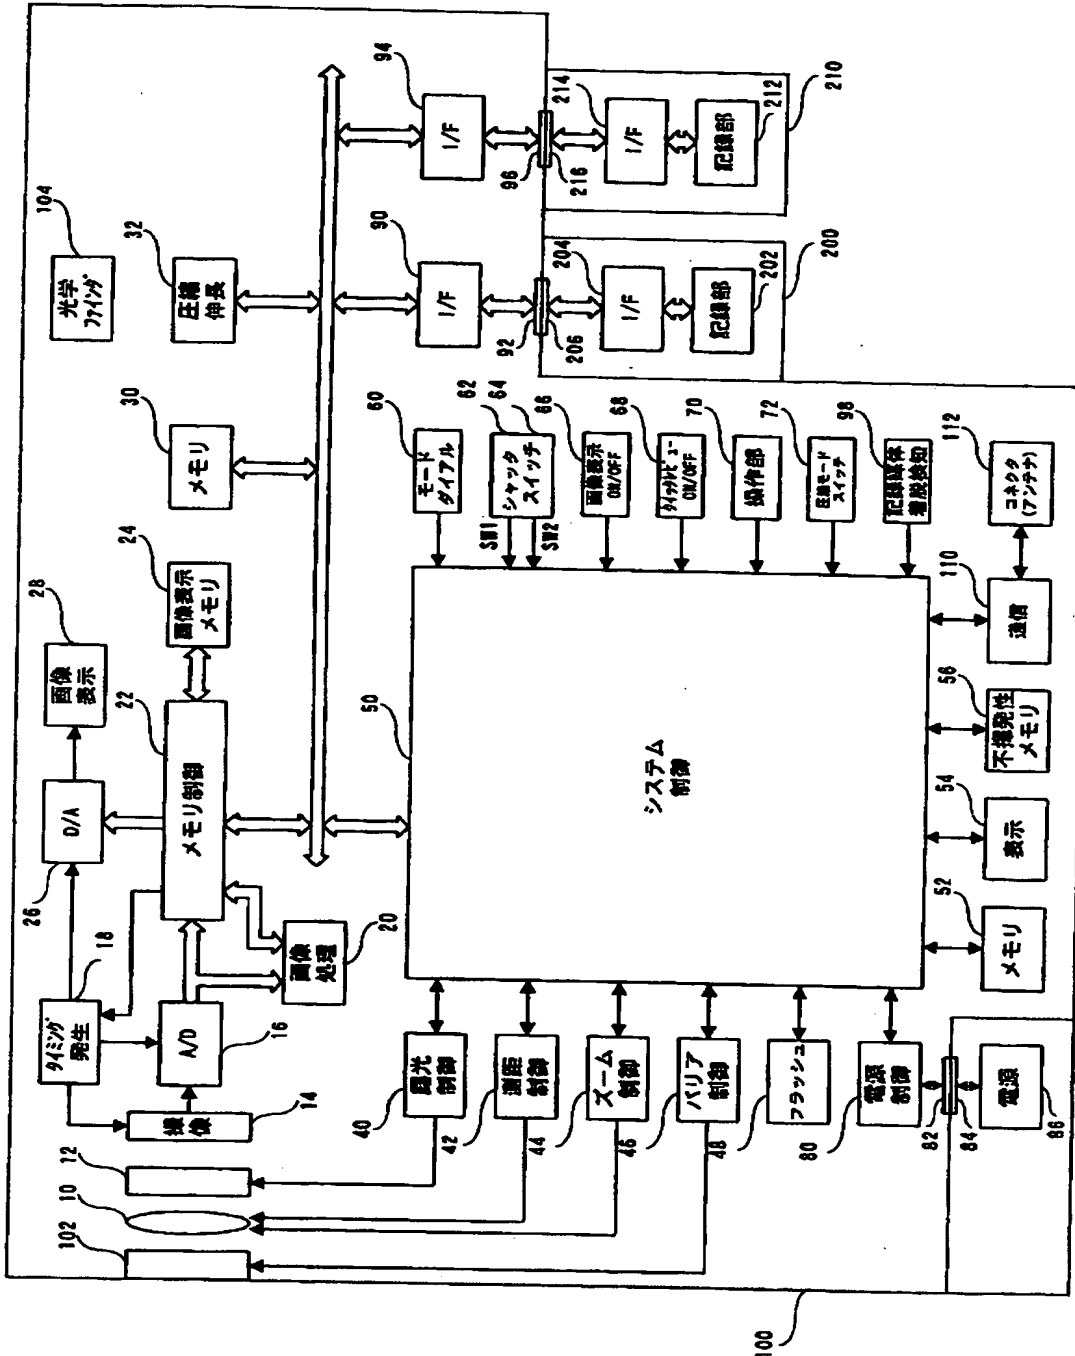 100
102
10
12
14
撮
像
タイミング
発生
18
A/D
16
D/A
26
画像
表示
28
メモリ制御
22
画像表示
メモリ
24
画像
処理
20
メモリ
30
圧縮
伸長
32
光学
ファインダ
104
I/F
90
I/F
94
92
206
96
216
I/F
204
記録部
202
200
I/F
214
記録部
212
210
露光
制御
40
測距
制御
42
ズーム
制御
44
バリア
制御
46
フラッシュ
48
電源
制御
80
82
84
電源
86
システム
制御
50
モード
ダイアル
60
シャッタ
スイッチ
62
64
SW1
SW2
画像表示
ON/OFF
66
クイックレビュー
ON/OFF
68
操作部
70
圧縮モード
スイッチ
72
記録媒体
着脱検知
98
メモリ
52
表示
54
不揮発性
メモリ
56
通信
110
コネクタ
(アンテナ)
112